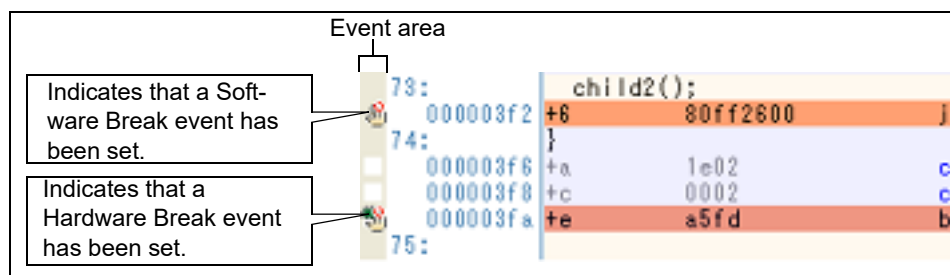 Event area
Indicates that a Soft-
ware Break event has
been set.
Indicates that a
Hardware Break event
has been set.
73: child2();
000003f2 +6 80ff2600 j
74: }
000003f6 +a 1e02 c
000003f8 +c 0002 c
000003fa +e a5fd b
75: